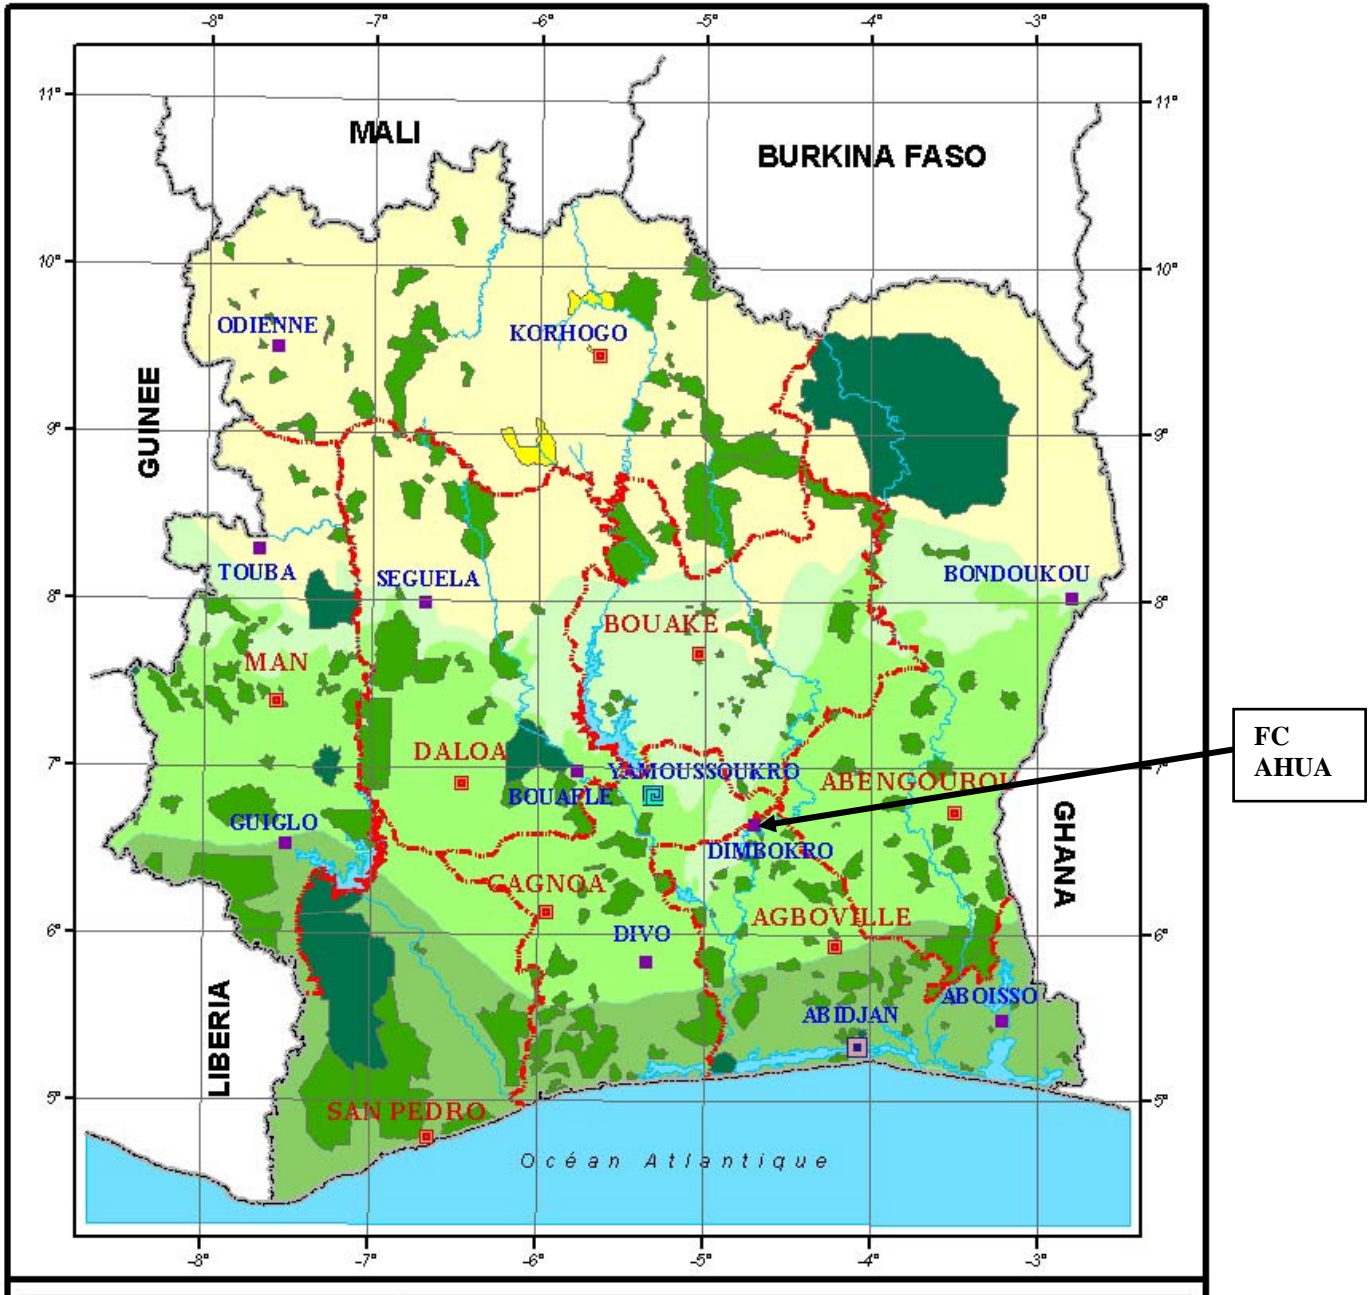 -8° -7° -6° -5° -4° -3°
11° 11°
MALI
BURKINA FASO
10° 10°
ODIENNE
KORHOGO
GUINEE
9° 9°
TOUBA
SEGUELA
BONDOUKOU
8° 8°
BOUAKE
MAN
FC
AHUA
DALOA
7° 7°
YAMOUSSOUKRO
ABENGOUROU
BOUAFLE
GUIGLO
DIMBOKRO
GHANA
GAGNOA
AGBOVILLE
6° 6°
DIVO
LIBERIA
ABOISSO
ABIDJAN
5° 5°
SAN PEDRO
Océan Atlantique
-8° -7° -6° -5° -4° -3°